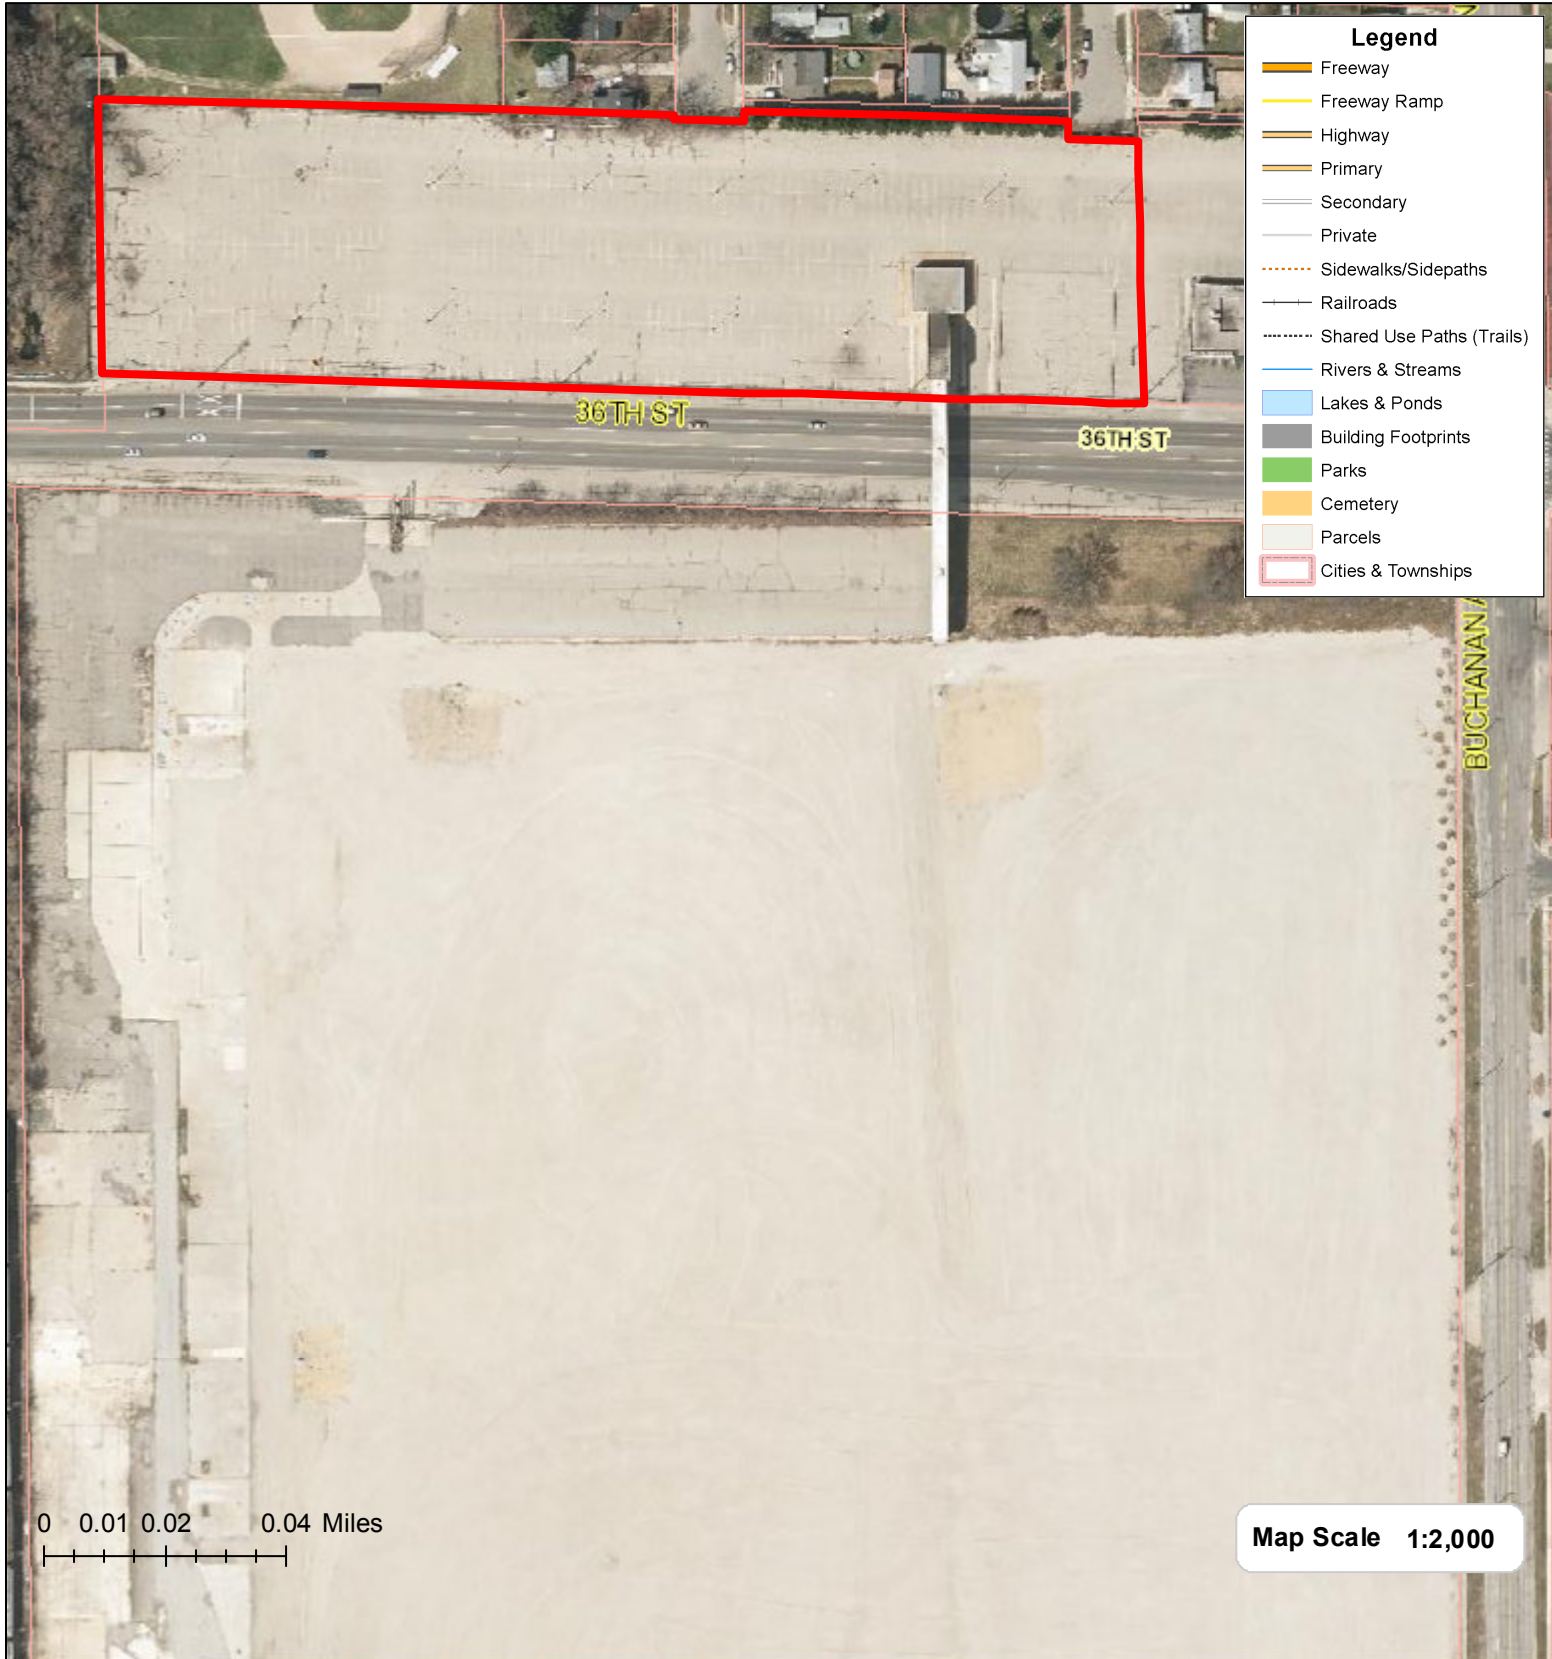 Legend
Freeway
Freeway Ramp
Highway
Primary
Secondary
Private
Sidewalks/Sidepaths
Railroads
Shared Use Paths (Trails)
Rivers & Streams
Lakes & Ponds
Building Footprints
Parks
Cemetery
Parcels
Cities & Townships
36TH ST
36TH ST
BUCHANAN
0 0.01 0.02 0.04 Miles
Map Scale 1:2,000